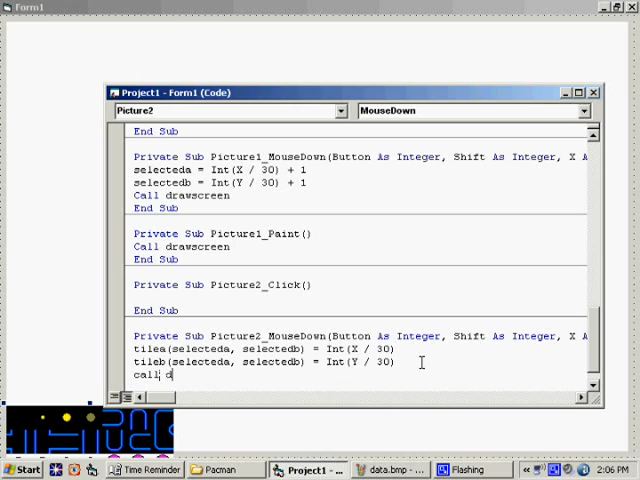 Form1
Project1 - Form1 (Code)
Picture2
MouseDown
End Sub
Private Sub Picture1_MouseDown(Button As Integer, Shift As Integer, X A
selecteda = Int(X / 30) + 1
selectedb = Int(Y / 30) + 1
Call drawscreen
End Sub
Private Sub Picture1_Paint()
Call drawscreen
End Sub
Private Sub Picture2_Click()
End Sub
Private Sub Picture2_MouseDown(Button As Integer, Shift As Integer, X A
tilea(selecteda, selectedb) = Int(X / 30)
tileb(selecteda, selectedb) = Int(Y / 30)
call d
Start
Time Reminder
Pacman
Project1 - ...
data.bmp - ...
Flashing
«
2:06 PM